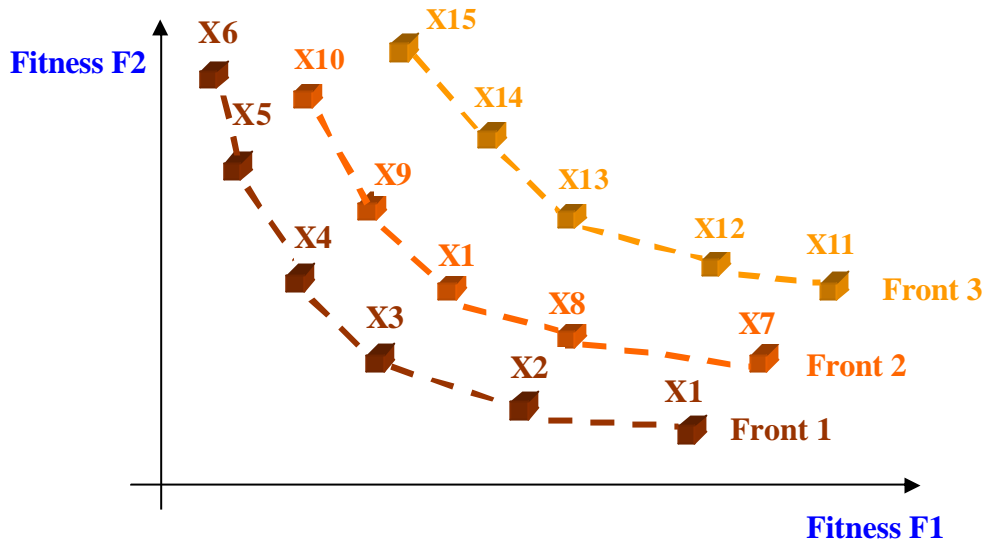 X15
X6
X10
Fitness F2
X14
X5
X9
X13
X4
X1
X12
X11
Front 3
X3
X8
X7
Front 2
X2
X1
Front 1
Fitness F1